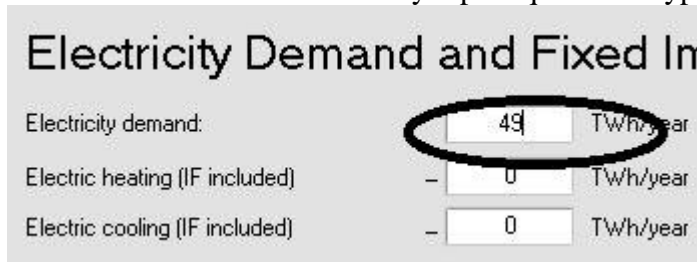 Electricity Demand and Fixed
Electricity demand: 49 TWh/year
Electric heating (IF included) - 0 TWh/year
Electric cooling (IF included) - 0 TWh/year